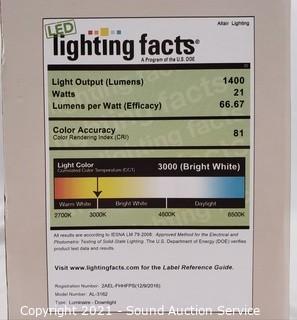 Altair Lighting
LED
lighting facts®
A Program of the U.S. DOE
Light Output (Lumens) 1400
Watts 21
Lumens per Watt (Efficacy) 66.67
Color Accuracy 81
Color Rendering Index (CRI)
Light Color 3000 (Bright White)
Correlated Color Temperature (CCT)
Warm White Bright White Daylight
2700K 3000K 4600K 6500K
All results are according to IESNA LM 79-2008: Approved Method for the Electrical and
Photometric Testing of Solid-State Lighting. The U.S. Department of Energy (DOE) verifies
product test data and results.
Visit www.lightingfacts.com for the Label Reference Guide.
Registration Number: 2AEL-FHHFPS(12/9/2016)
Model Number: AL-3162
Type: Luminaire - Downlight
Copyright 2021 - Sound Auction Service